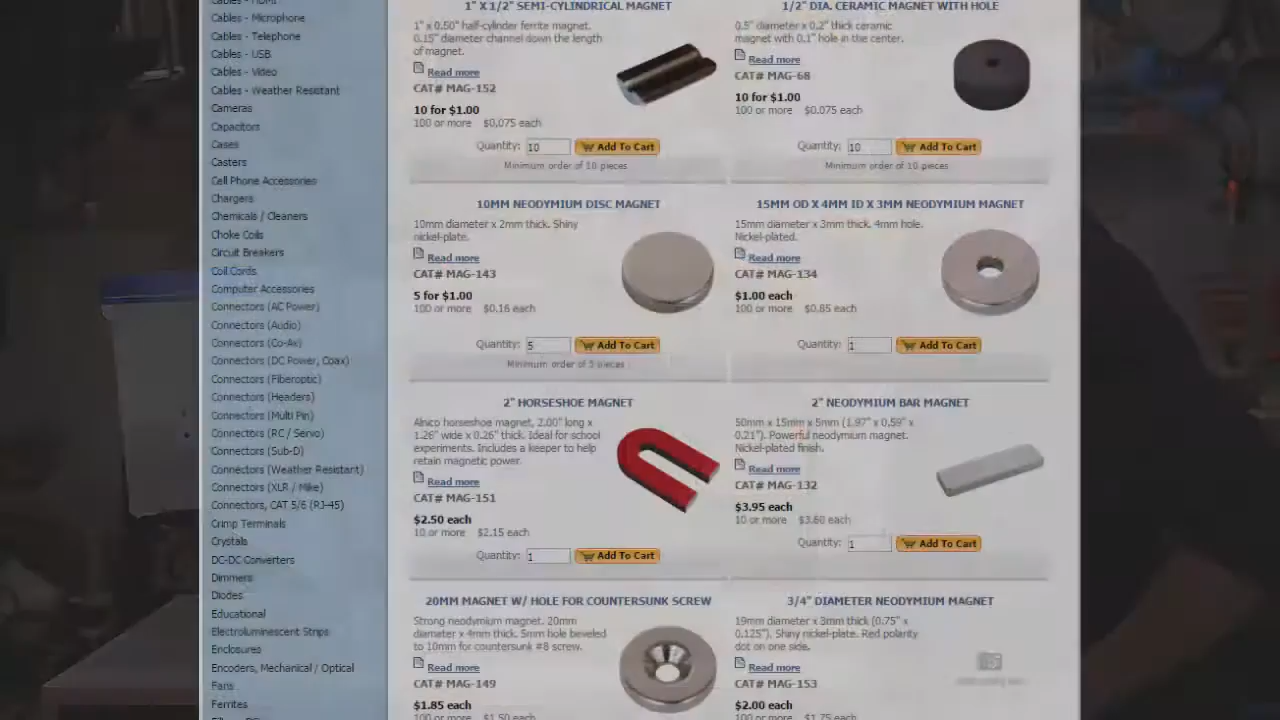 Cables - HDMI
Cables - Microphone
Cables - Telephone
Cables - USB
Cables - Video
Cables - Weather Resistant
Cameras
Capacitors
Cases
Casters
Cell Phone Accessories
Chargers
Chemicals / Cleaners
Choke Coils
Circuit Breakers
Coil Cords
Computer Accessories
Connectors (AC Power)
Connectors (Audio)
Connectors (Co-Ax)
Connectors (DC Power, Coax)
Connectors (Fiberoptic)
Connectors (Headers)
Connectors (Multi Pin)
Connectors (RC / Servo)
Connectors (Sub-D)
Connectors (Weather Resistant)
Connectors (XLR / Mike)
Connectors, CAT 5/6 (RJ-45)
Crimp Terminals
Crystals
DC-DC Converters
Dimmers
Diodes
Educational
Electroluminescent Strips
Enclosures
Encoders, Mechanical / Optical
Fans
Ferrites
1" X 1/2" SEMI-CYLINDRICAL MAGNET
1" x 0.50" half-cylinder ferrite magnet.
0.15" diameter channel down the length
of magnet.
Read more
CAT# MAG-152
10 for $1.00
100 or more $0.075 each
Quantity: 10 Add To Cart
Minimum order of 10 pieces
1/2" DIA. CERAMIC MAGNET WITH HOLE
0.5" diameter x 0.2" thick ceramic
magnet with 0.1" hole in the center.
Read more
CAT# MAG-68
10 for $1.00
100 or more $0.075 each
Quantity: 10 Add To Cart
Minimum order of 10 pieces
10MM NEODYMIUM DISC MAGNET
10mm diameter x 2mm thick. Shiny
nickel-plate.
Read more
CAT# MAG-143
5 for $1.00
100 or more $0.16 each
Quantity: 5 Add To Cart
Minimum order of 5 pieces
15MM OD X 4MM ID X 3MM NEODYMIUM MAGNET
15mm diameter x 3mm thick. 4mm hole.
Nickel-plated.
Read more
CAT# MAG-134
$1.00 each
100 or more $0.85 each
Quantity: 1 Add To Cart
2" HORSESHOE MAGNET
Alnico horseshoe magnet, 2.00" long x
1.26" wide x 0.26" thick. Ideal for school
experiments. Includes a keeper to help
retain magnetic power.
Read more
CAT# MAG-151
$2.50 each
10 or more $2.15 each
Quantity: 1 Add To Cart
2" NEODYMIUM BAR MAGNET
50mm x 15mm x 5mm (1.97" x 0.59" x
0.21"). Powerful neodymium magnet.
Nickel-plated finish.
Read more
CAT# MAG-132
$3.95 each
10 or more $3.60 each
Quantity: 1 Add To Cart
20MM MAGNET W/ HOLE FOR COUNTERSUNK SCREW
Strong neodymium magnet. 20mm
diameter x 4mm thick. 5mm hole beveled
to 10mm for countersunk #8 screw.
Read more
CAT# MAG-149
$1.85 each
100 or more $1.50 each
3/4" DIAMETER NEODYMIUM MAGNET
19mm diameter x 3mm thick (0.75" x
0.125"). Shiny nickel-plate. Red polarity
dot on one side.
Read more
CAT# MAG-153
$2.00 each
100 or more $1.75 each